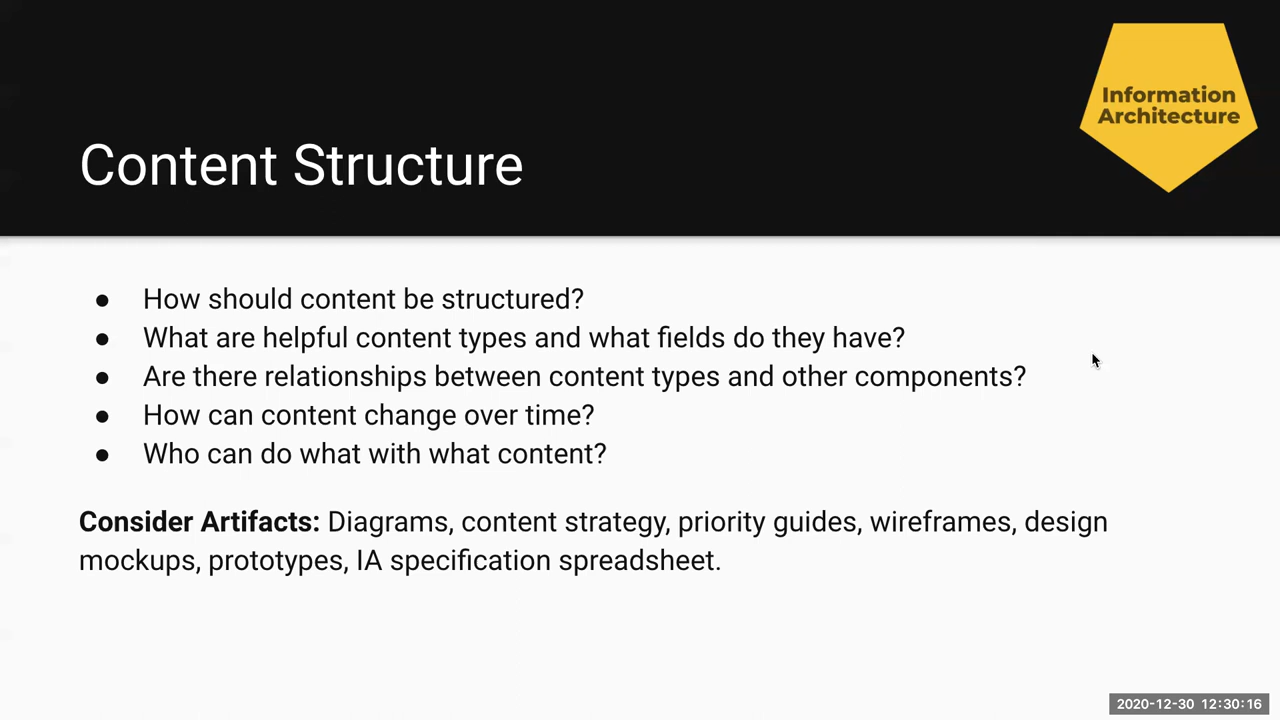 Information
Architecture
Content Structure
● How should content be structured?
● What are helpful content types and what fields do they have?
● Are there relationships between content types and other components?
● How can content change over time?
● Who can do what with what content?
Consider Artifacts: Diagrams, content strategy, priority guides, wireframes, design
mockups, prototypes, IA specification spreadsheet.
2020-12-30 12:30:16